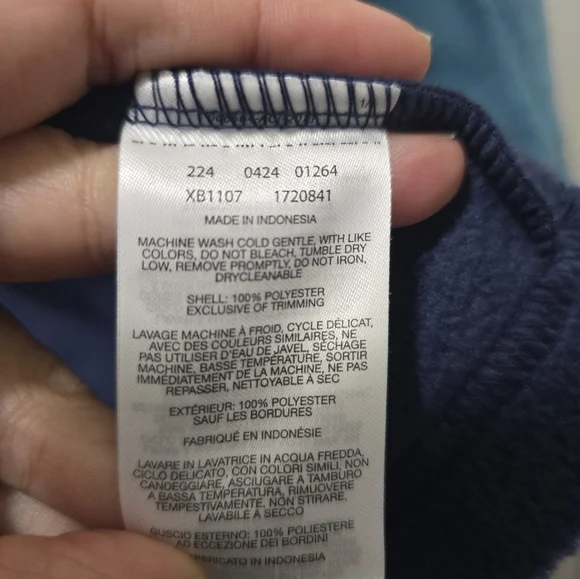 224 0424 01264
XB1107 1720841
MADE IN INDONESIA
MACHINE WASH COLD GENTLE, WITH LIKE
COLORS, DO NOT BLEACH, TUMBLE DRY
LOW, REMOVE PROMPTLY, DO NOT IRON,
DRYCLEANABLE
SHELL: 100% POLYESTER
EXCLUSIVE OF TRIMMING
LAVAGE MACHINE À FROID, CYCLE DÉLICAT,
AVEC DES COULEURS SIMILAIRES, NE
PAS UTILISER D'EAU DE JAVEL, SÉCHAGE
MACHINE, BASSE TEMPÉRATURE, SORTIR
IMMÉDIATEMENT DE LA MACHINE, NE PAS
REPASSER, NETTOYABLE À SEC
EXTÉRIEUR: 100% POLYESTER
SAUF LES BORDURES
FABRIQUÉ EN INDONÉSIE
LAVARE IN LAVATRICE IN ACQUA FREDDA,
CICLO DELICATO, CON COLORI SIMILI, NON
CANDEGGIARE, ASCIUGARE A TAMBURO
A BASSA TEMPERATURA, RIMUOVERE
TEMPESTIVAMENTE, NON STIRARE,
LAVABILE A SECCO
GUSCIO ESTERNO: 100% POLIESTERE
AD ECCEZIONE DEI BORDINI
FABBRICATO IN INDONESIA